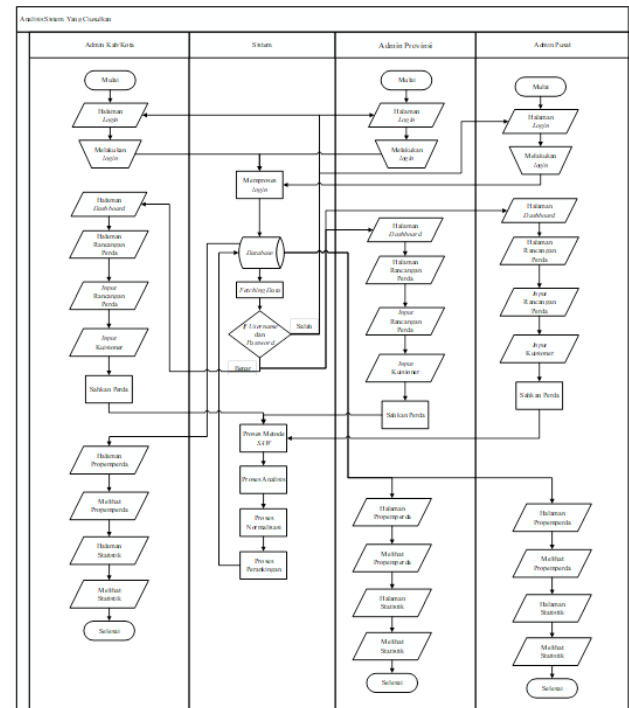 Analisis Sistem Yang Diusulkan
Admin Kab/Kota
Sistem
Admin Provinsi
Admin Pusat
Mulai
Halaman
Login
Melakukan
login
Halaman
Dashboard
Halaman
Rancangan
Perda
Input
Rancangan
Perda
Input
Kuisioner
Sahkan Perda
Halaman
Propemperda
Melihat
Propemperda
Halaman
Statistik
Melihat
Statistik
Selesai
Memproses
login
Database
Fetching Data
If Username
dan
Password
Salah
Benar
Proses Metode
SAW
Proses Analisis
Proses
Normalisasi
Proses
Perankingan
Mulai
Halaman
Login
Melakukan
login
Halaman
Dashboard
Halaman
Rancangan
Perda
Input
Rancangan
Perda
Input
Kuisioner
Sahkan Perda
Halaman
Propemperda
Melihat
Propemperda
Halaman
Statistik
Melihat
Statistik
Selesai
Mulai
Halaman
Login
Melakukan
login
Halaman
Dashboard
Halaman
Rancangan
Perda
Input
Rancangan
Perda
Input
Kuisioner
Sahkan Perda
Halaman
Propemperda
Melihat
Propemperda
Halaman
Statistik
Melihat
Statistik
Selesai